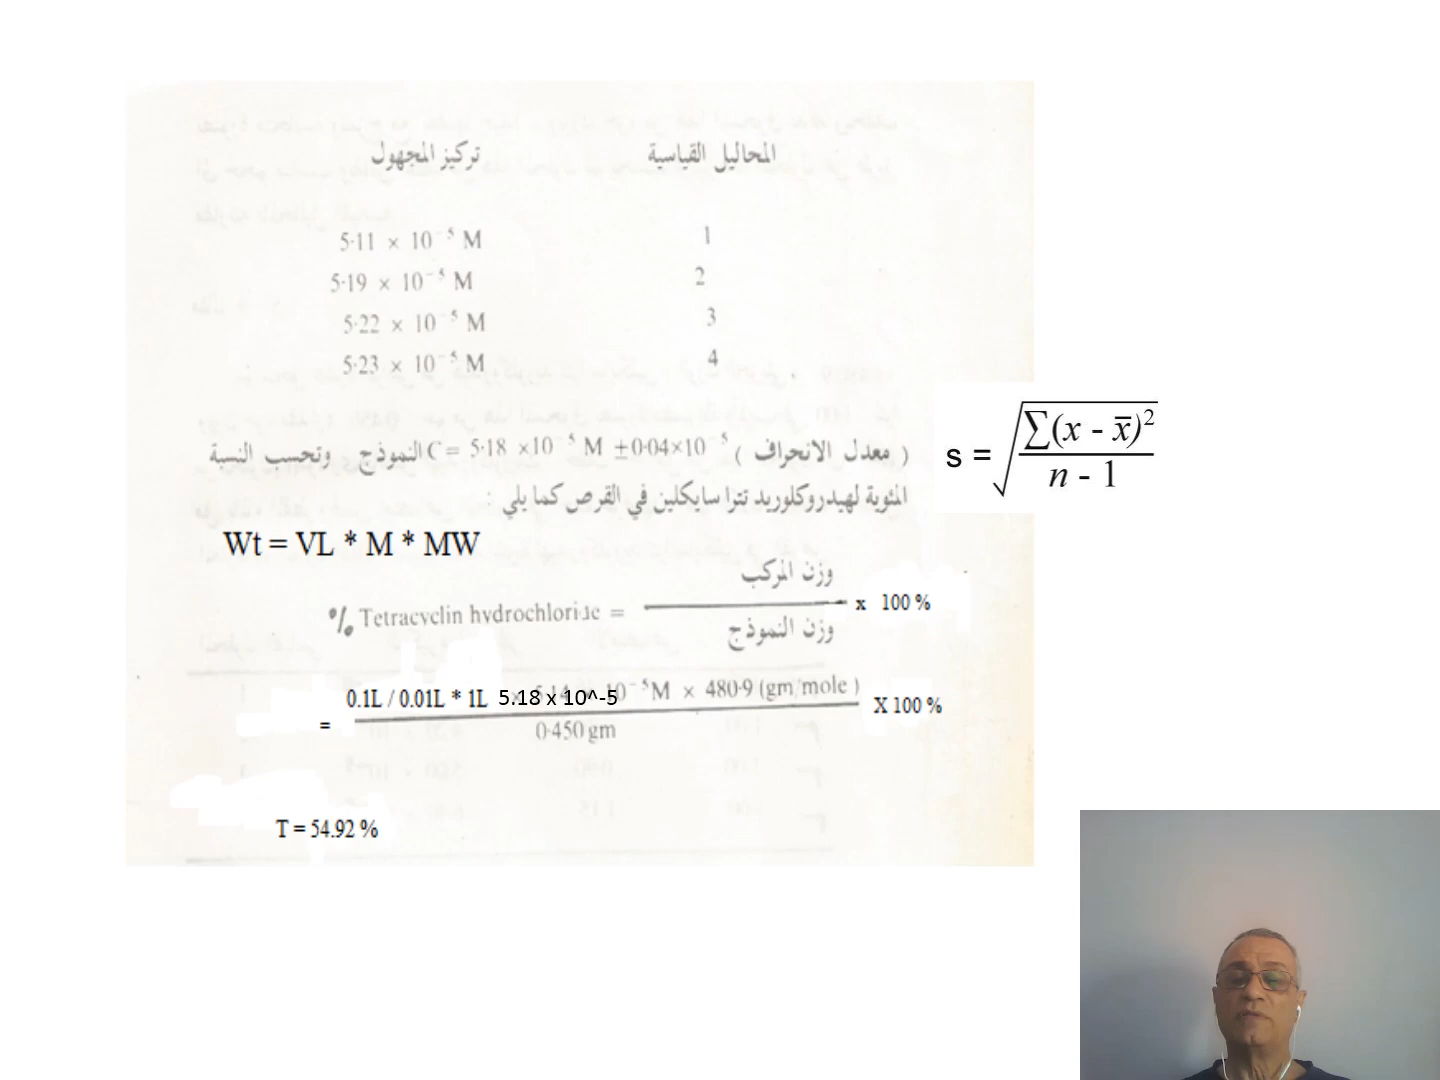 المحاليل القياسية تركيز المجهول
1 5·11 × 10⁻⁵ M
2 5·19 × 10⁻⁵ M
3 5·22 × 10⁻⁵ M
4 5·23 × 10⁻⁵ M
( معدل الانحراف ) C = 5·18 ×10⁻⁵ M ±0·04×10⁻⁵ النموذج وتحسب النسبة
المئوية لهيدروكلوريد تتراسايكلين في القرص كما يلي :
s = √(∑(x - x̅)² / n - 1)
Wt = VL * M * MW
% Tetracyclin hydrochloride = وزن المركب / وزن النموذج x 100 %
= 0.1L / 0.01L * 1L 5.18 x 10^-5 M × 480·9 (gm/mole) / 0·450 gm X 100 %
T = 54.92 %